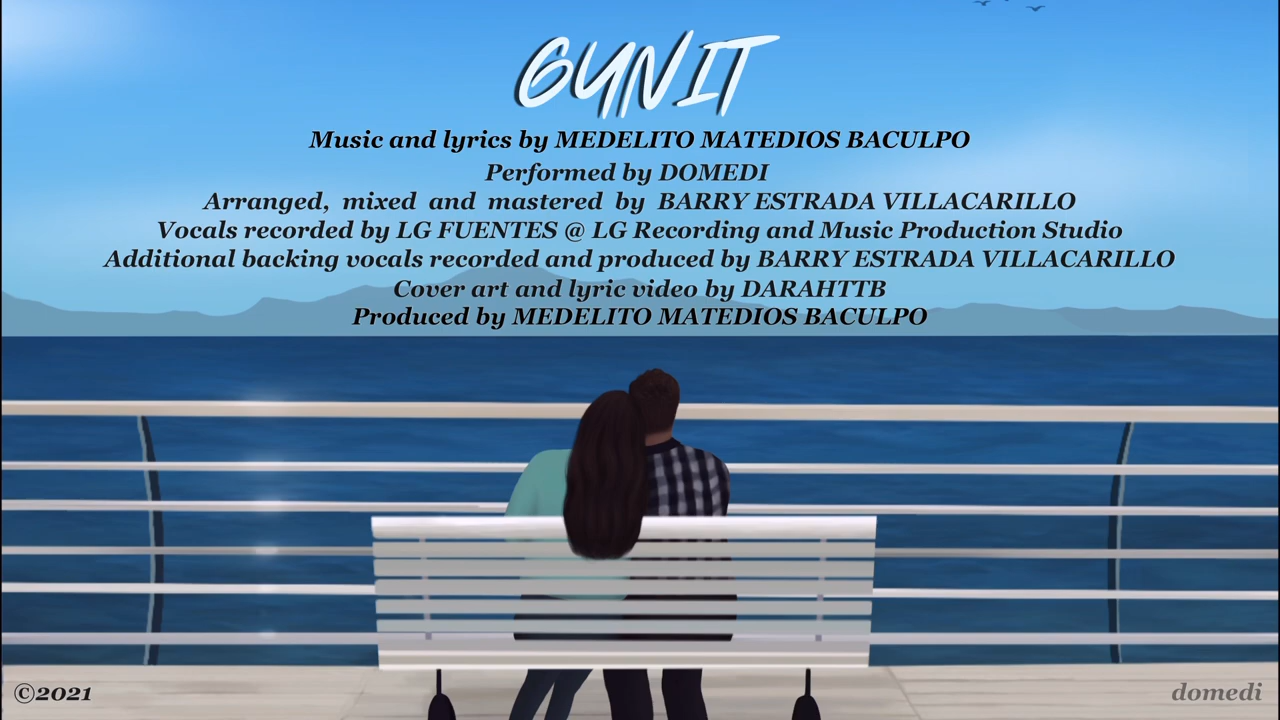 GUNIT
Music and lyrics by MEDELITO MATEDIOS BACULPO
Performed by DOMEDI
Arranged, mixed and mastered by BARRY ESTRADA VILLACARILLO
Vocals recorded by LG FUENTES @ LG Recording and Music Production Studio
Additional backing vocals recorded and produced by BARRY ESTRADA VILLACARILLO
Cover art and lyric video by DARAHTTB
Produced by MEDELITO MATEDIOS BACULPO
©2021
domedi